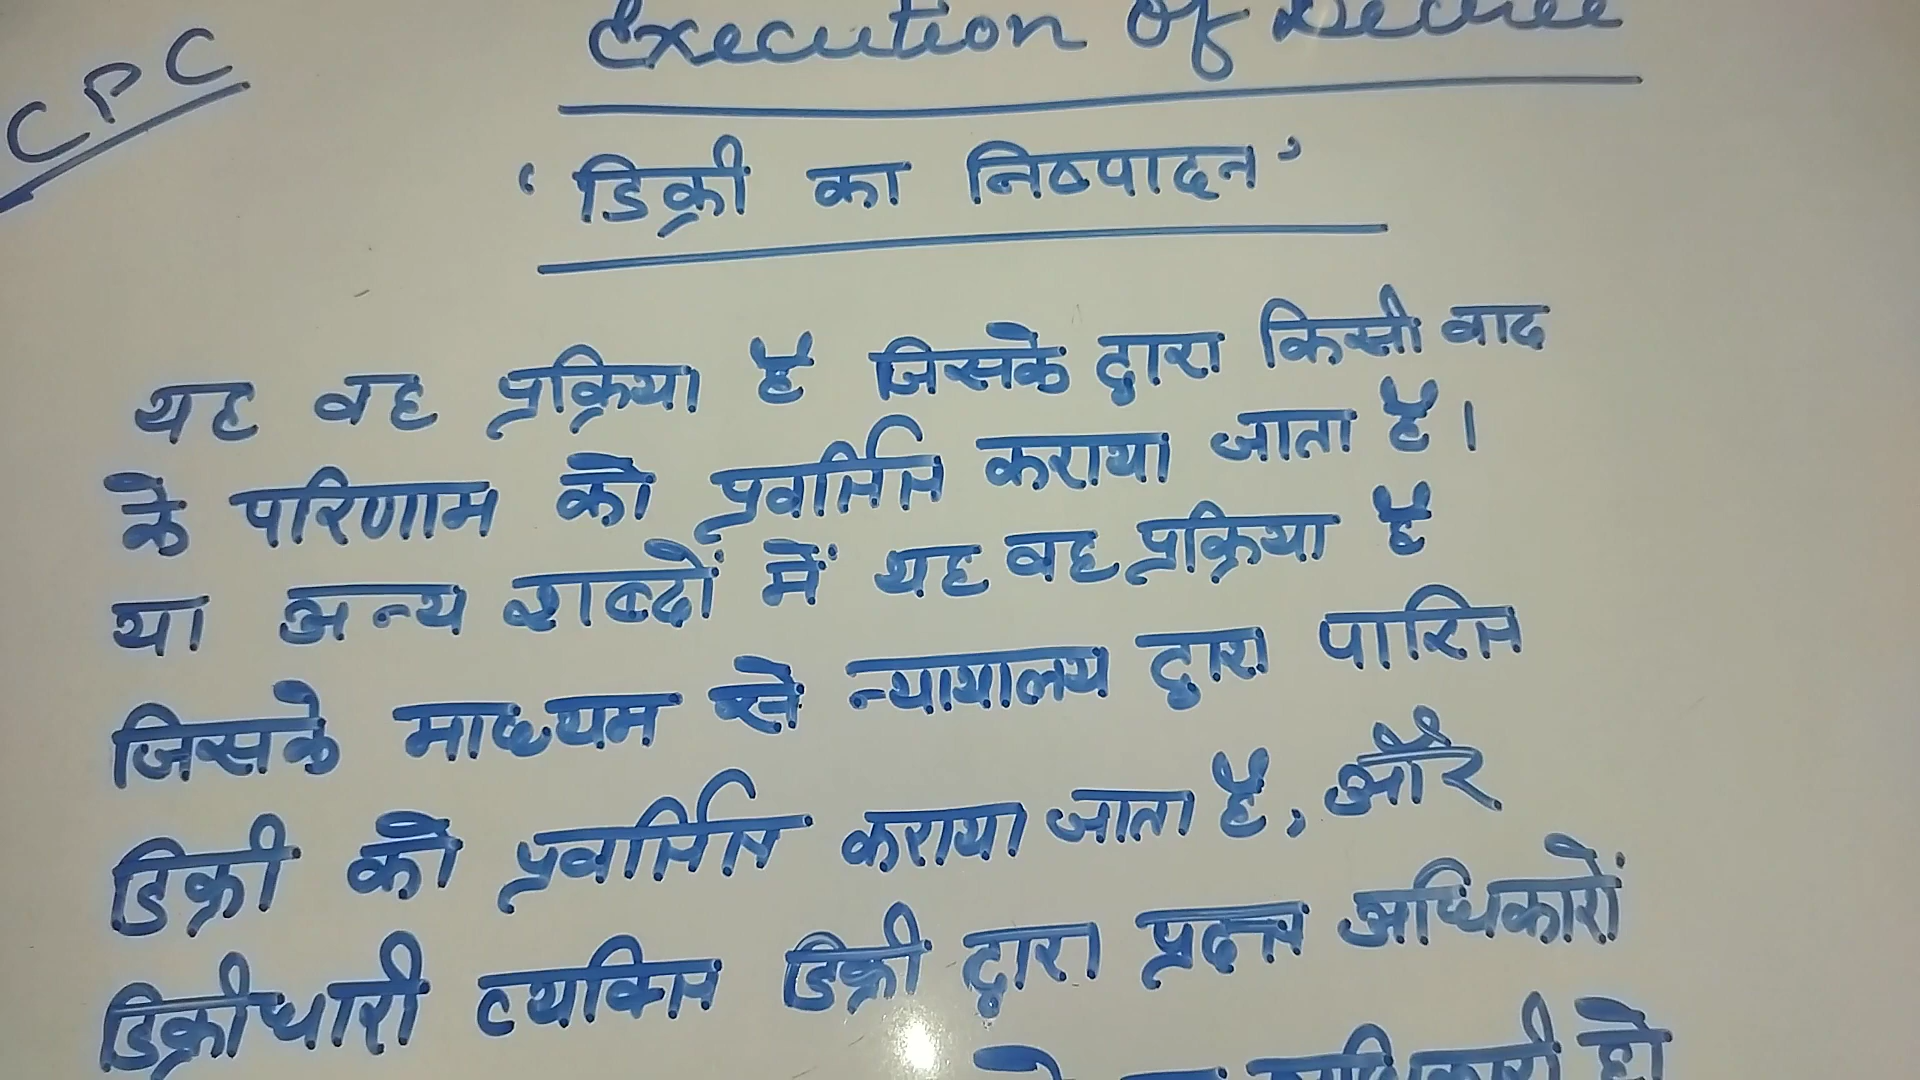 CPC
Execution Of Decree
' डिक्री का निष्पादन '
यह वह प्रक्रिया है जिसके द्वारा किसी वाद
के परिणाम को प्रवर्तित कराया जाता है।
या अन्य शब्दों में यह वह प्रक्रिया है
जिसके माध्यम से न्यायालय द्वारा पारित
डिक्री को प्रवर्तित कराया जाता है, और
डिक्रीधारी व्यक्ति डिक्री द्वारा प्रदत्त अधिकारों
हो